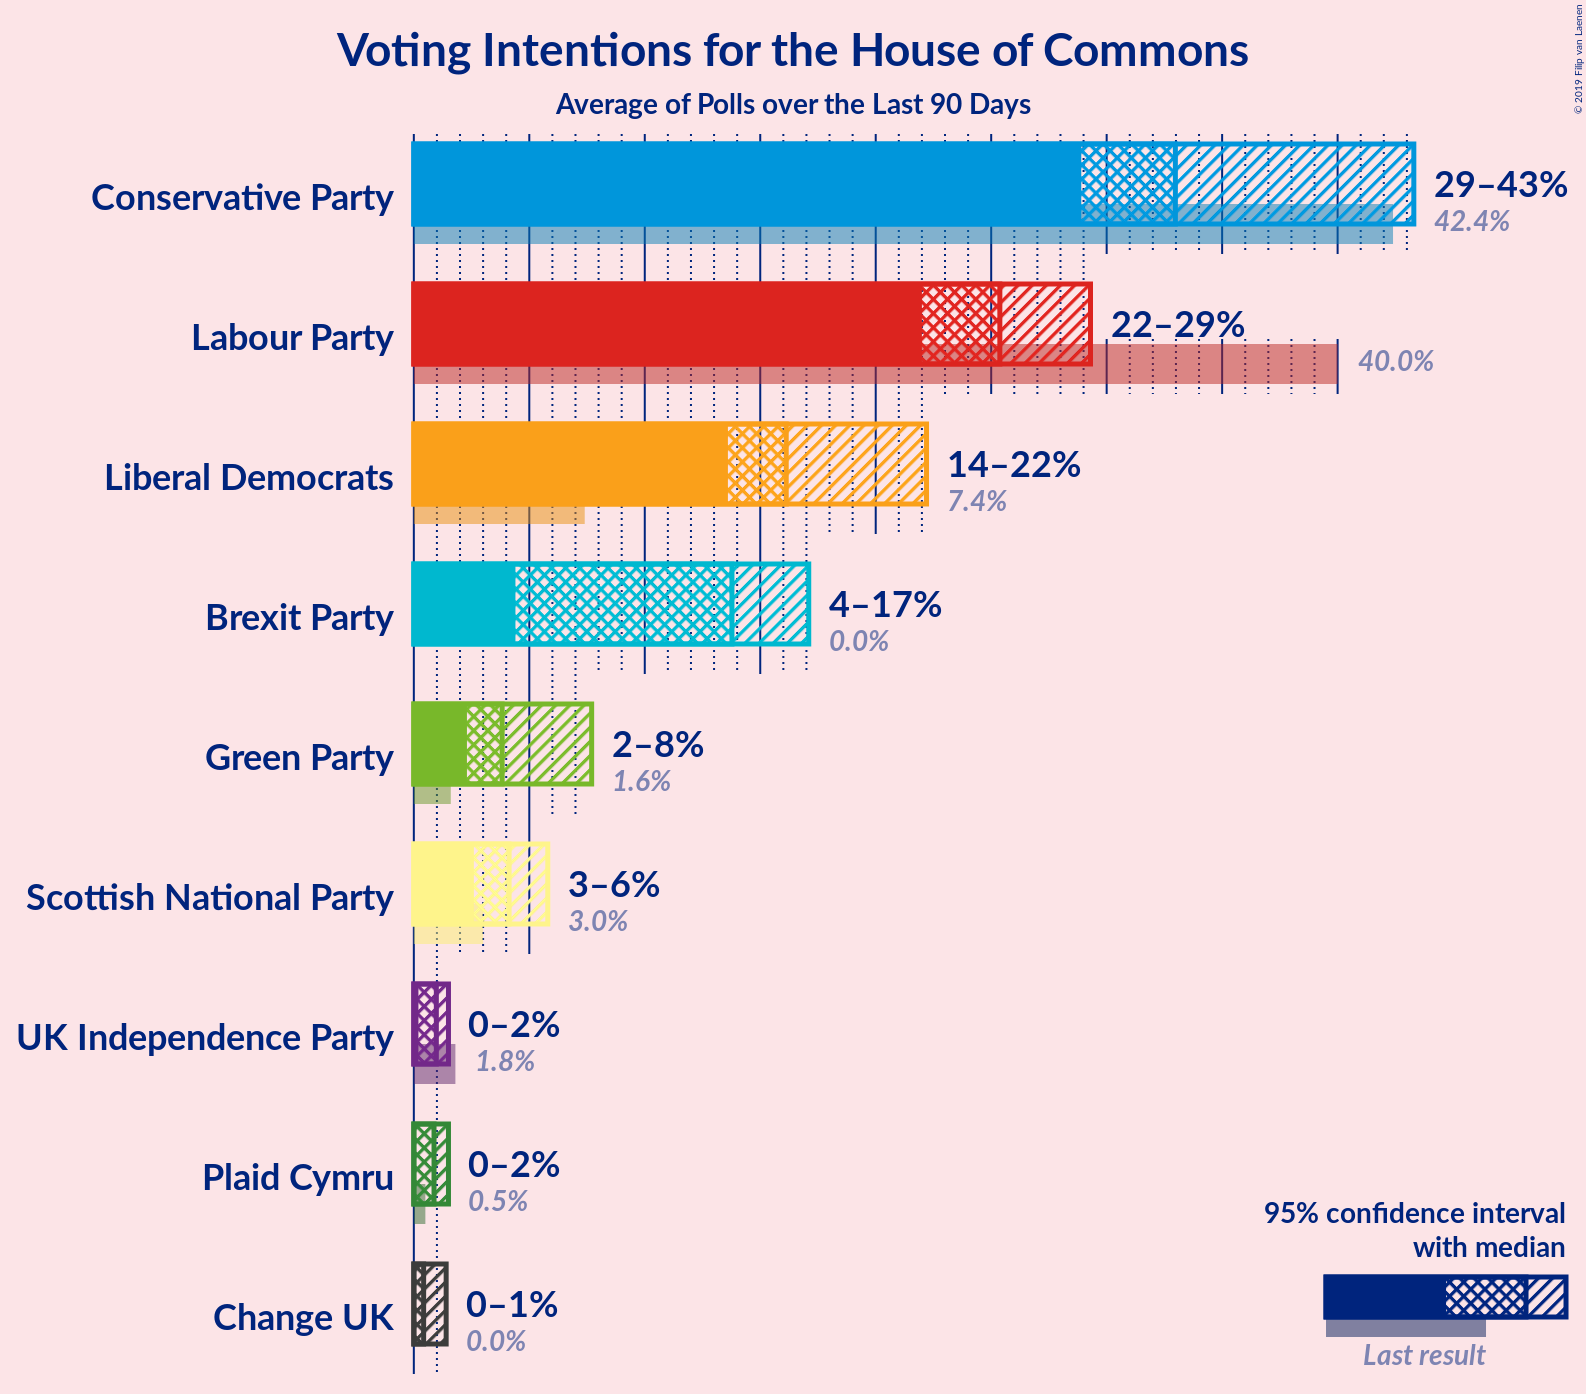 Voting Intentions for the House of Commons
Average of Polls over the Last 90 Days
© 2019 Filip van Laenen
Conservative Party
29–43%
42.4%
Labour Party
22–29%
40.0%
Liberal Democrats
14–22%
7.4%
Brexit Party
4–17%
0.0%
Green Party
2–8%
1.6%
Scottish National Party
3–6%
3.0%
UK Independence Party
0–2%
1.8%
Plaid Cymru
0–2%
0.5%
Change UK
0–1%
0.0%
95% confidence interval
with median
Last result